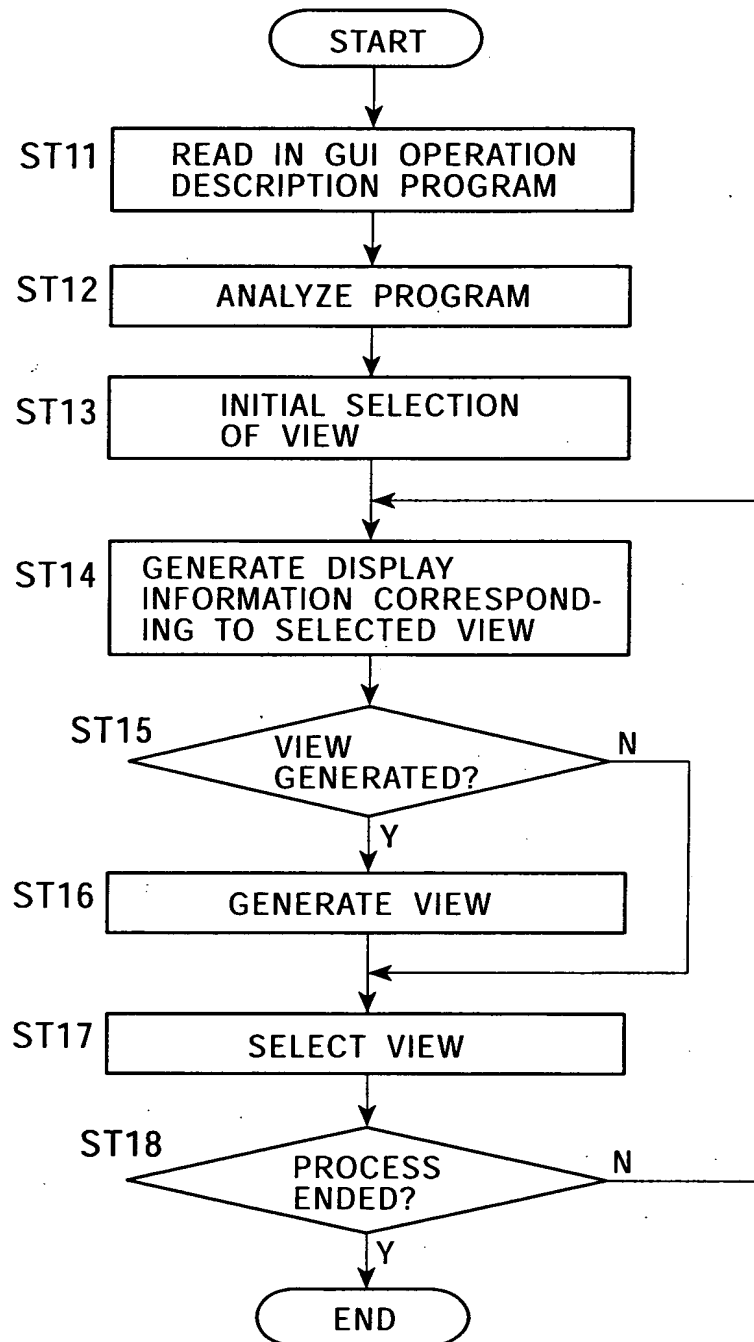 START
ST11
READ IN GUI OPERATION
DESCRIPTION PROGRAM
ST12
ANALYZE PROGRAM
ST13
INITIAL SELECTION
OF VIEW
ST14
GENERATE DISPLAY
INFORMATION CORRESPOND-
ING TO SELECTED VIEW
ST15
VIEW
GENERATED?
N
Y
ST16
GENERATE VIEW
ST17
SELECT VIEW
ST18
PROCESS
ENDED?
N
Y
END